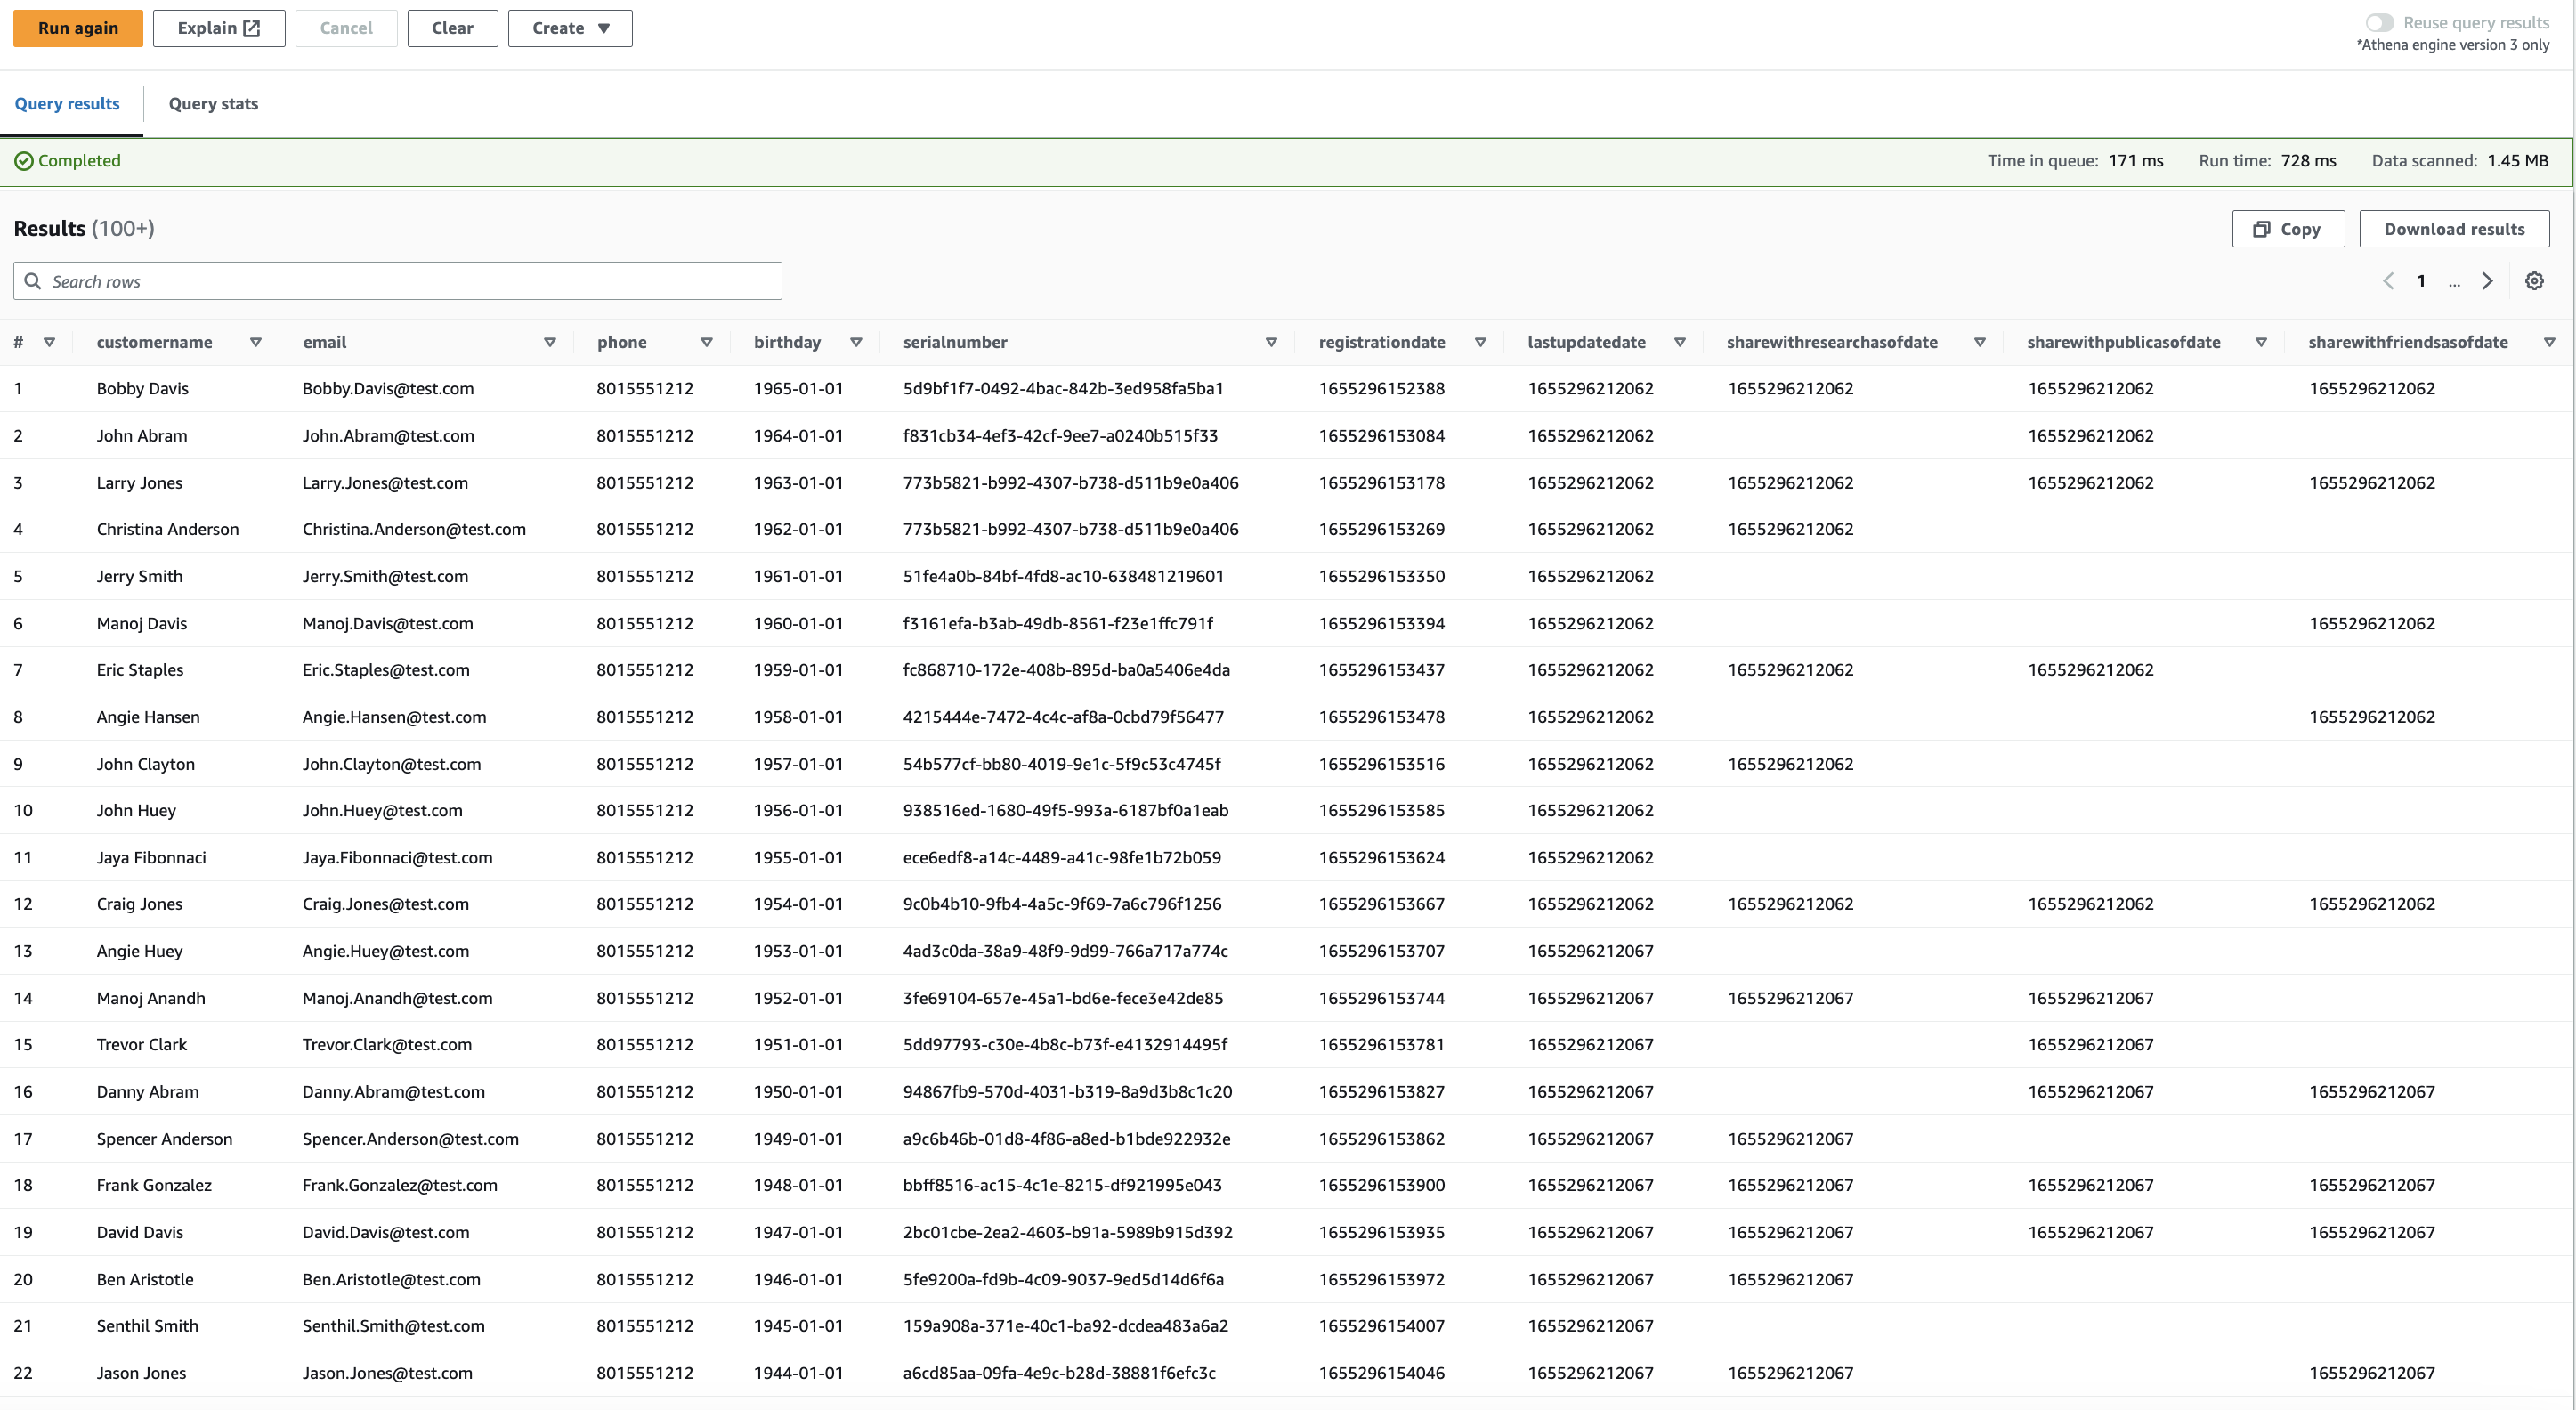 Run again Explain Cancel Clear Create Reuse query results
*Athena engine version 3 only
Query results Query stats
Completed Time in queue: 171 ms Run time: 728 ms Data scanned: 1.45 MB
Results (100+) Copy Download results
Search rows 1 ...
# customername email phone birthday serialnumber registrationdate lastupdatedate sharewithresearchasofdate sharewithpublicasofdate sharewithfriendsasofdate
1 Bobby Davis Bobby.Davis@test.com 8015551212 1965-01-01 5d9bf1f7-0492-4bac-842b-3ed958fa5ba1 1655296152388 1655296212062 1655296212062 1655296212062 1655296212062
2 John Abram John.Abram@test.com 8015551212 1964-01-01 f831cb34-4ef3-42cf-9ee7-a0240b515f33 1655296153084 1655296212062 1655296212062
3 Larry Jones Larry.Jones@test.com 8015551212 1963-01-01 773b5821-b992-4307-b738-d511b9e0a406 1655296153178 1655296212062 1655296212062 1655296212062 1655296212062
4 Christina Anderson Christina.Anderson@test.com 8015551212 1962-01-01 773b5821-b992-4307-b738-d511b9e0a406 1655296153269 1655296212062 1655296212062
5 Jerry Smith Jerry.Smith@test.com 8015551212 1961-01-01 51fe4a0b-84bf-4fd8-ac10-638481219601 1655296153350 1655296212062
6 Manoj Davis Manoj.Davis@test.com 8015551212 1960-01-01 f3161efa-b3ab-49db-8561-f23e1ffc791f 1655296153394 1655296212062 1655296212062
7 Eric Staples Eric.Staples@test.com 8015551212 1959-01-01 fc868710-172e-408b-895d-ba0a5406e4da 1655296153437 1655296212062 1655296212062 1655296212062
8 Angie Hansen Angie.Hansen@test.com 8015551212 1958-01-01 4215444e-7472-4c4c-af8a-0cbd79f56477 1655296153478 1655296212062 1655296212062
9 John Clayton John.Clayton@test.com 8015551212 1957-01-01 54b577cf-bb80-4019-9e1c-5f9c53c4745f 1655296153516 1655296212062 1655296212062
10 John Huey John.Huey@test.com 8015551212 1956-01-01 938516ed-1680-49f5-993a-6187bf0a1eab 1655296153585 1655296212062
11 Jaya Fibonnaci Jaya.Fibonnaci@test.com 8015551212 1955-01-01 ece6edf8-a14c-4489-a41c-98fe1b72b059 1655296153624 1655296212062
12 Craig Jones Craig.Jones@test.com 8015551212 1954-01-01 9c0b4b10-9fb4-4a5c-9f69-7a6c796f1256 1655296153667 1655296212062 1655296212062 1655296212062 1655296212062
13 Angie Huey Angie.Huey@test.com 8015551212 1953-01-01 4ad3c0da-38a9-48f9-9d99-766a717a774c 1655296153707 1655296212067
14 Manoj Anandh Manoj.Anandh@test.com 8015551212 1952-01-01 3fe69104-657e-45a1-bd6e-fece3e42de85 1655296153744 1655296212067 1655296212067 1655296212067
15 Trevor Clark Trevor.Clark@test.com 8015551212 1951-01-01 5dd97793-c30e-4b8c-b73f-e4132914495f 1655296153781 1655296212067 1655296212067
16 Danny Abram Danny.Abram@test.com 8015551212 1950-01-01 94867fb9-570d-4031-b319-8a9d3b8c1c20 1655296153827 1655296212067 1655296212067 1655296212067
17 Spencer Anderson Spencer.Anderson@test.com 8015551212 1949-01-01 a9c6b46b-01d8-4f86-a8ed-b1bde922932e 1655296153862 1655296212067 1655296212067
18 Frank Gonzalez Frank.Gonzalez@test.com 8015551212 1948-01-01 bbff8516-ac15-4c1e-8215-df921995e043 1655296153900 1655296212067 1655296212067 1655296212067 1655296212067
19 David Davis David.Davis@test.com 8015551212 1947-01-01 2bc01cbe-2ea2-4603-b91a-5989b915d392 1655296153935 1655296212067 1655296212067 1655296212067 1655296212067
20 Ben Aristotle Ben.Aristotle@test.com 8015551212 1946-01-01 5fe9200a-fd9b-4c09-9037-9ed5d14d6f6a 1655296153972 1655296212067 1655296212067
21 Senthil Smith Senthil.Smith@test.com 8015551212 1945-01-01 159a908a-371e-40c1-ba92-dcdea483a6a2 1655296154007 1655296212067
22 Jason Jones Jason.Jones@test.com 8015551212 1944-01-01 a6cd85aa-09fa-4e9c-b28d-38881f6efc3c 1655296154046 1655296212067 1655296212067 1655296212067